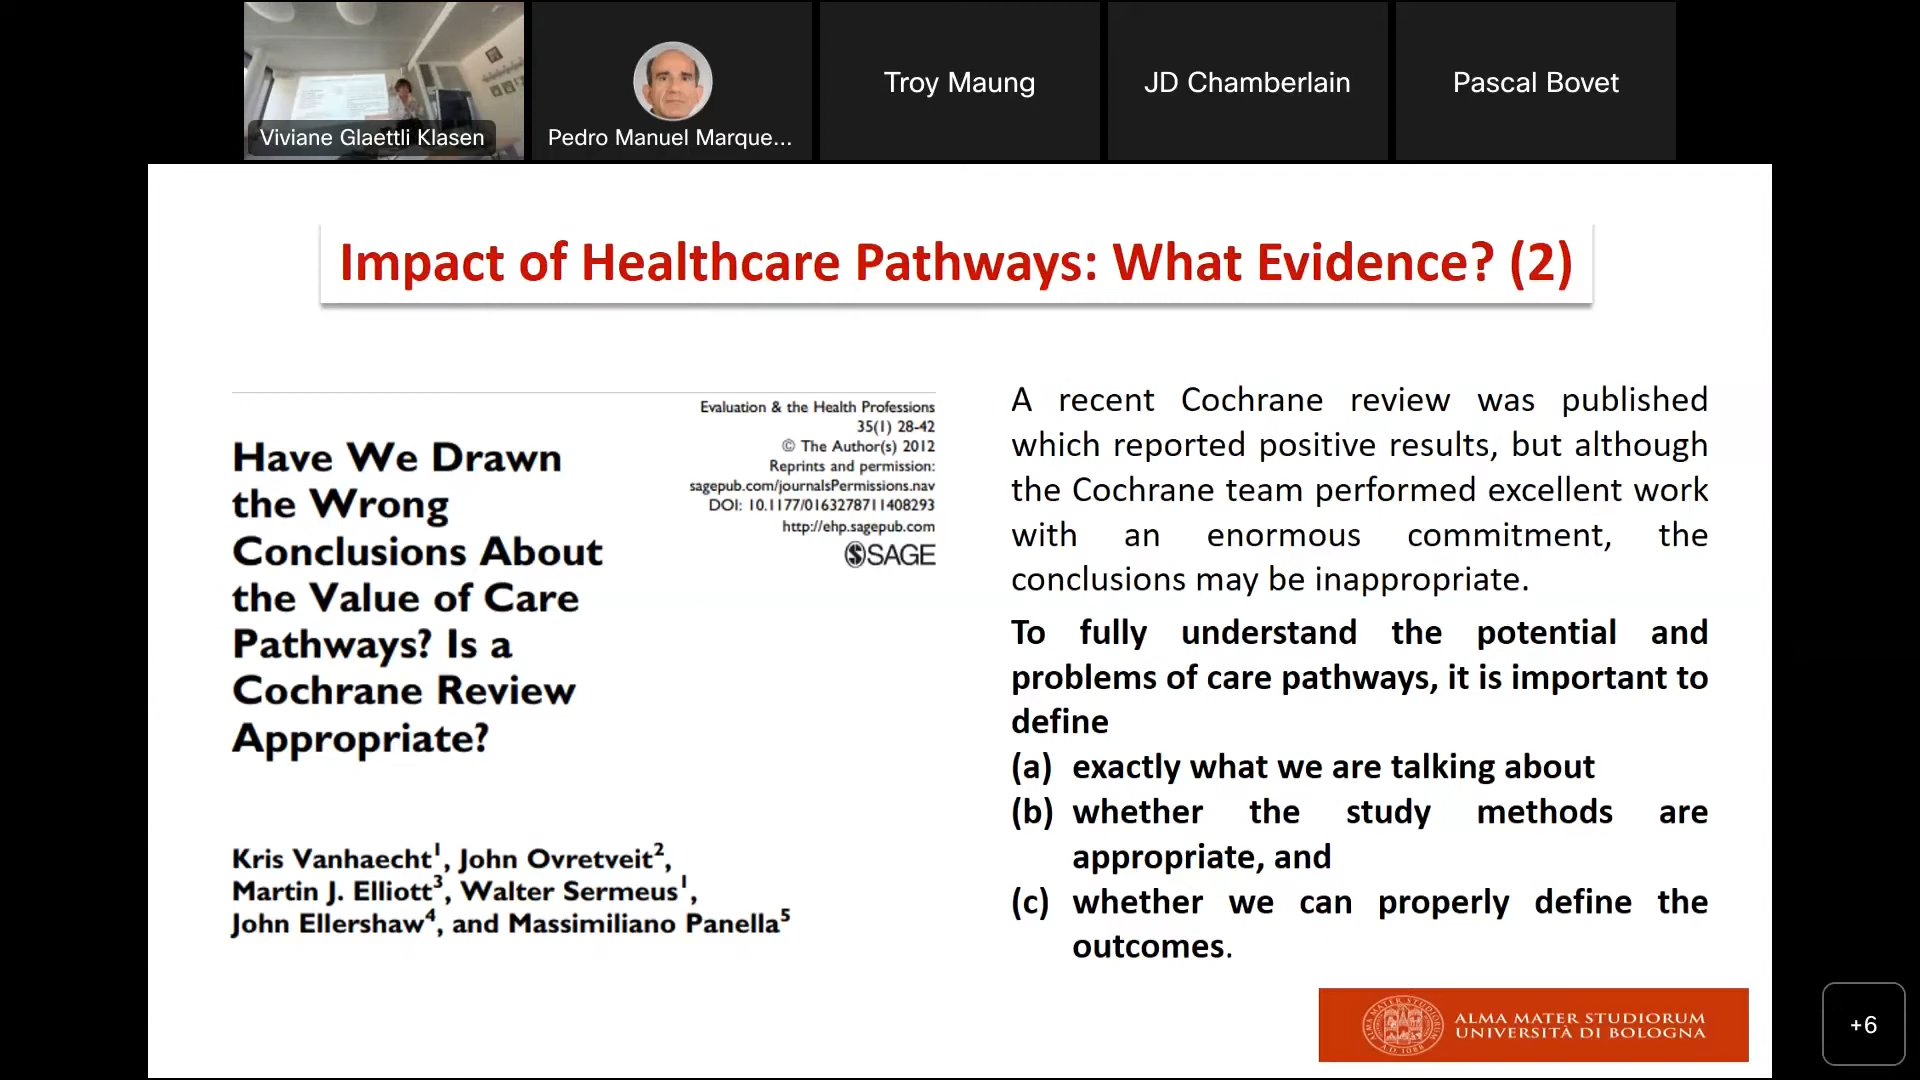 Viviane Glaettli Klasen
Pedro Manuel Marque...
Troy Maung
JD Chamberlain
Pascal Bovet
Impact of Healthcare Pathways: What Evidence? (2)
Evaluation & the Health Professions
35(1) 28-42
© The Author(s) 2012
Reprints and permission:
sagepub.com/journalsPermissions.nav
DOI: 10.1177/0163278711408293
http://ehp.sagepub.com
SAGE
Have We Drawn
the Wrong
Conclusions About
the Value of Care
Pathways? Is a
Cochrane Review
Appropriate?
Kris Vanhaecht1, John Ovretveit2,
Martin J. Elliott3, Walter Sermeus1,
John Ellershaw4, and Massimiliano Panella5
A recent Cochrane review was published
which reported positive results, but although
the Cochrane team performed excellent work
with an enormous commitment, the
conclusions may be inappropriate.
To fully understand the potential and
problems of care pathways, it is important to
define
(a) exactly what we are talking about
(b) whether the study methods are
appropriate, and
(c) whether we can properly define the
outcomes.
ALMA MATER STUDIORUM
UNIVERSITÀ DI BOLOGNA
+6